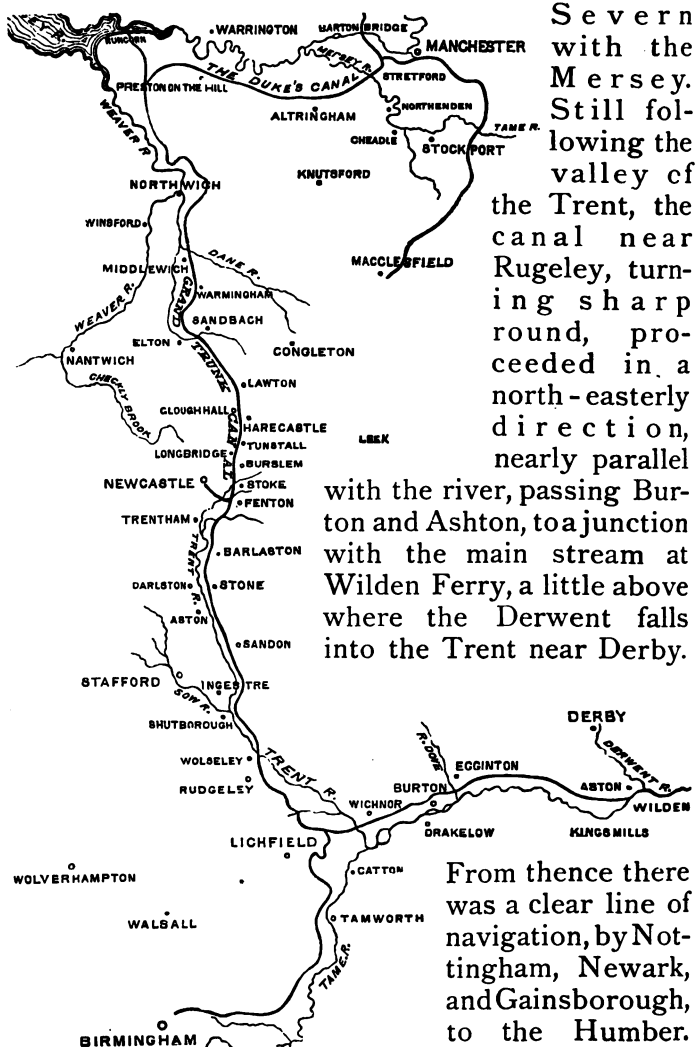 Severn
with the
Mersey.
Still fol-
lowing the
valley of
the Trent, the
canal near
Rugeley, turn-
ing sharp
round, pro-
ceeded in a
north-easterly
direction,
nearly parallel
with the river, passing Bur-
ton and Ashton, to a junction
with the main stream at
Wilden Ferry, a little above
where the Derwent falls
into the Trent near Derby.
From thence there
was a clear line of
navigation, by Not-
tingham, Newark,
and Gainsborough,
to the Humber.
RUNCORN
WARRINGTON
BARTON BRIDGE
MANCHESTER
MERSEY R.
THE DUKE'S CANAL
STRETFORD
PRESTON ON THE HILL
WEAVER R
ALTRINGHAM
NORTHENDEN
TAME R.
CHEADLE
STOCKPORT
KNUTSFORD
NORTHWICH
WINSFORD
DANE R.
MACCLESFIELD
MIDDLEWICH
WEAVER R.
WARMINGHAM
SANDBACH
GRAND TRUNK CANAL
ELTON
CONGLETON
NANTWICH
CHECKLY BROOK
LAWTON
CLOUGH HALL
HARECASTLE
LEEK
TUNSTALL
LONGBRIDGE
BURSLEM
NEWCASTLE
STOKE
FENTON
TRENTHAM
TRENT R.
BARLASTON
DARLSTON
STONE
ASTON
SANDON
STAFFORD
SOW R.
INGESTRE
SHUTBOROUGH
DERBY
DERWENT R.
R. DOVE
WOLSELEY
TRENT R.
EGGINTON
RUDGELEY
BURTON
ASTON
WICHNOR
WILDEN
DRAKELOW
KINGS MILLS
LICHFIELD
CATTON
WOLVERHAMPTON
WALSALL
TAMWORTH
TAME R.
BIRMINGHAM